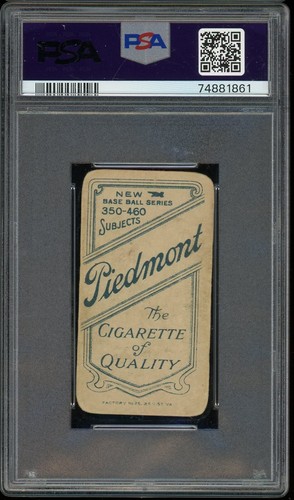 PSA
PSA
74881861
NEW
BASE BALL SERIES
350-460
SUBJECTS
Piedmont
The
CIGARETTE
of
QUALITY